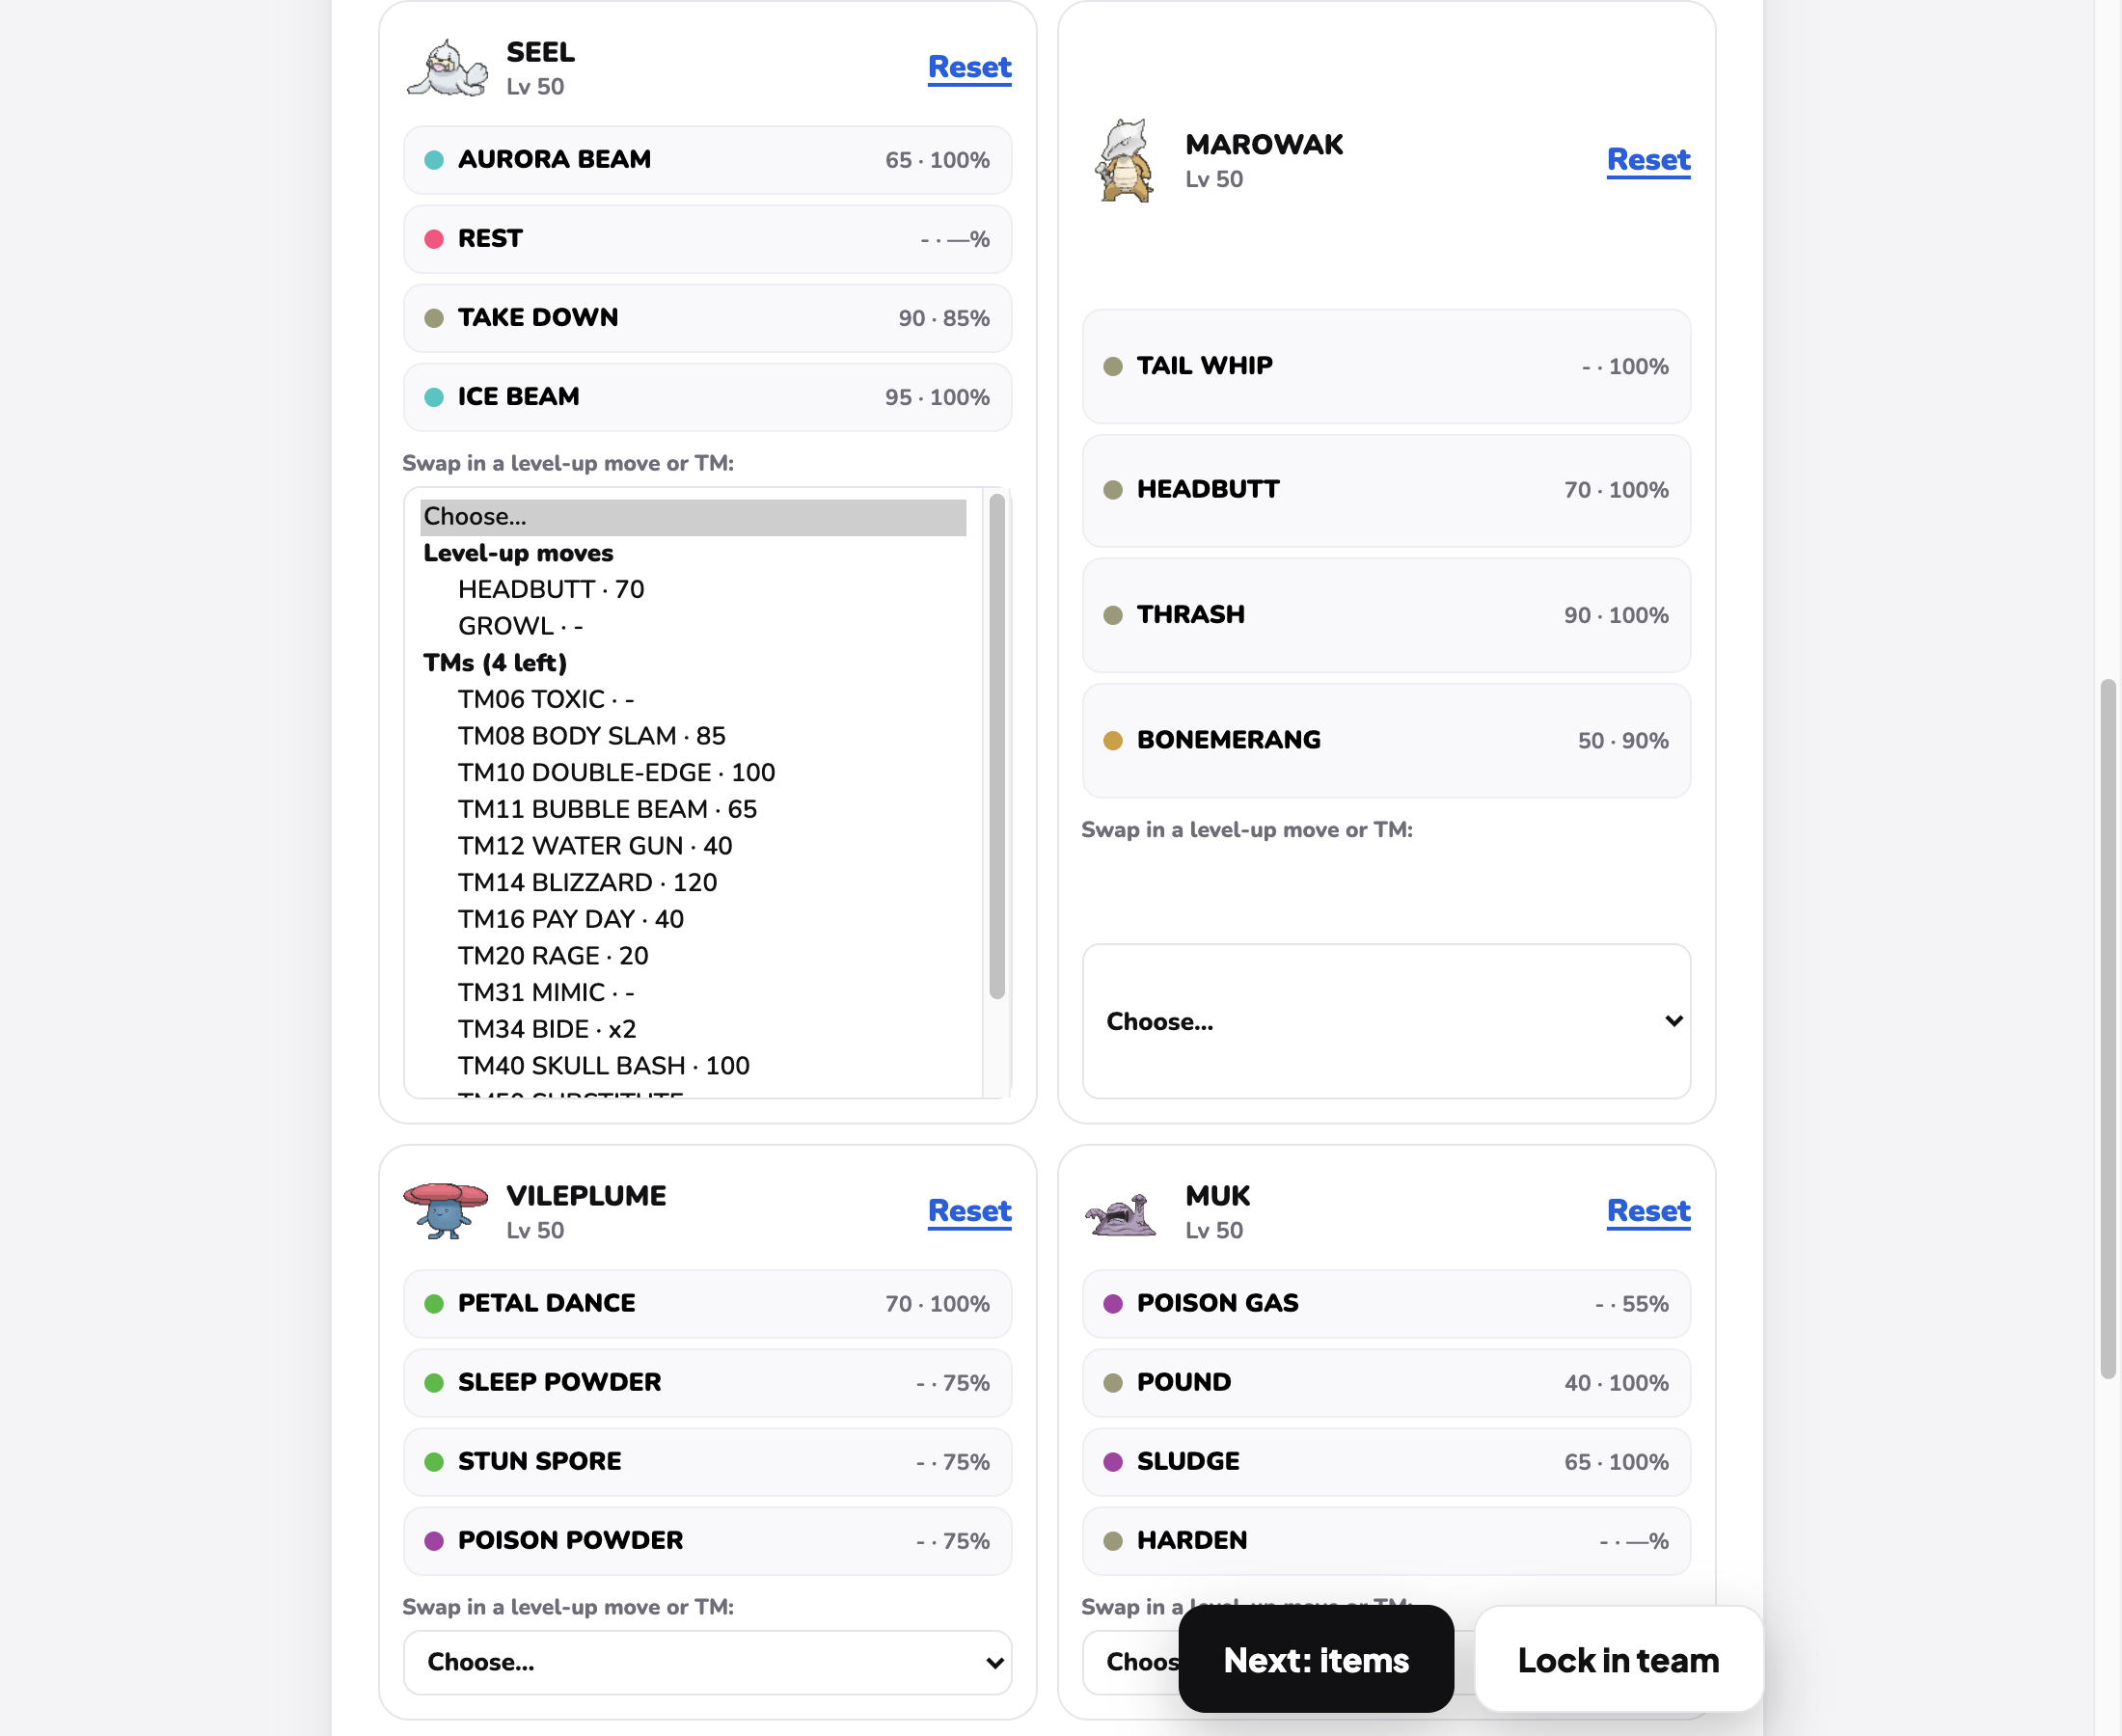 SEEL
Lv 50
Reset
AURORA BEAM 65 · 100%
REST - · —%
TAKE DOWN 90 · 85%
ICE BEAM 95 · 100%
Swap in a level-up move or TM:
Choose...
Level-up moves
HEADBUTT · 70
GROWL · -
TMs (4 left)
TM06 TOXIC · -
TM08 BODY SLAM · 85
TM10 DOUBLE-EDGE · 100
TM11 BUBBLE BEAM · 65
TM12 WATER GUN · 40
TM14 BLIZZARD · 120
TM16 PAY DAY · 40
TM20 RAGE · 20
TM31 MIMIC · -
TM34 BIDE · x2
TM40 SKULL BASH · 100
TM50 SUBSTITUTE
MAROWAK
Lv 50
Reset
TAIL WHIP - · 100%
HEADBUTT 70 · 100%
THRASH 90 · 100%
BONEMERANG 50 · 90%
Swap in a level-up move or TM:
Choose...
VILEPLUME
Lv 50
Reset
PETAL DANCE 70 · 100%
SLEEP POWDER - · 75%
STUN SPORE - · 75%
POISON POWDER - · 75%
Swap in a level-up move or TM:
Choose...
MUK
Lv 50
Reset
POISON GAS - · 55%
POUND 40 · 100%
SLUDGE 65 · 100%
HARDEN - · —%
Swap in a level-up move or TM:
Choos
Next: items
Lock in team